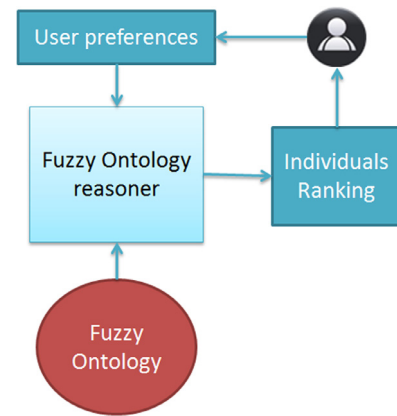 User preferences
Fuzzy Ontology
reasoner
Individuals
Ranking
Fuzzy
Ontology